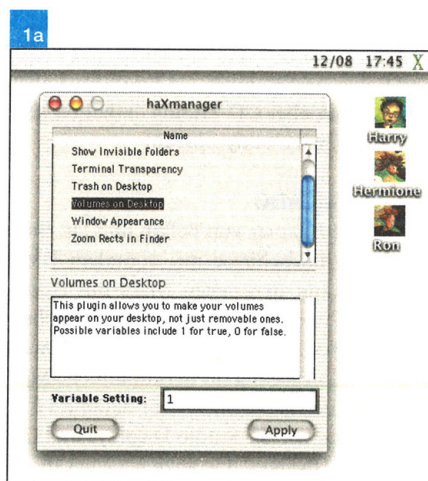 1a
12/08 17:45 X
haXmanager
Name
Show Invisible Folders
Terminal Transparency
Trash on Desktop
Volumes on Desktop
Window Appearance
Zoom Rects in Finder
Harry
Hermione
Ron
Volumes on Desktop
This plugin allows you to make your volumes
appear on your desktop, not just removable ones.
Possible variables include 1 for true, 0 for false.
Variable Setting: 1
Quit Apply